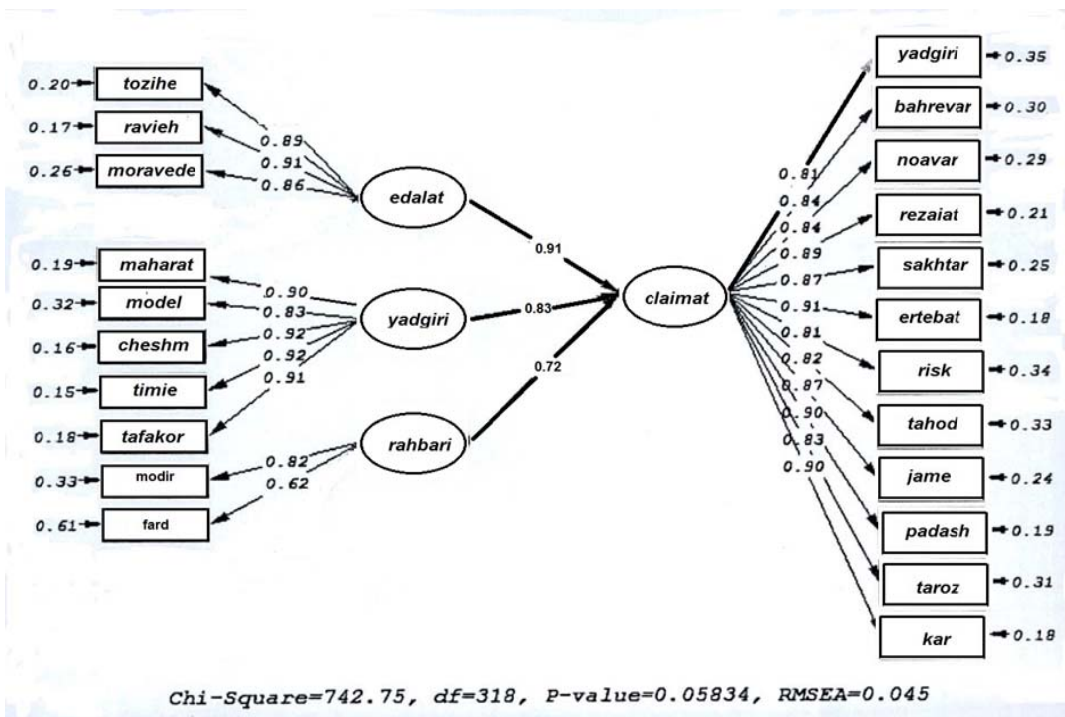 0.20 tozihe
0.17 ravieh
0.26 moravede
0.89
0.91
0.86
edalat
0.19 maharat
0.32 model
0.16 cheshm
0.15 timie
0.18 tafakor
0.33 modir
0.61 fard
0.90
0.83
0.92
0.92
0.91
yadgiri
0.82
0.62
rahbari
0.91
0.83
0.72
claimat
0.81
0.84
0.84
0.89
0.87
0.91
0.81
0.82
0.87
0.90
0.83
0.90
yadgiri 0.35
bahrevar 0.30
noavar 0.29
rezaiat 0.21
sakhtar 0.25
ertebat 0.18
risk 0.34
tahod 0.33
jame 0.24
padash 0.19
taroz 0.31
kar 0.18
Chi-Square=742.75, df=318, P-value=0.05834, RMSEA=0.045